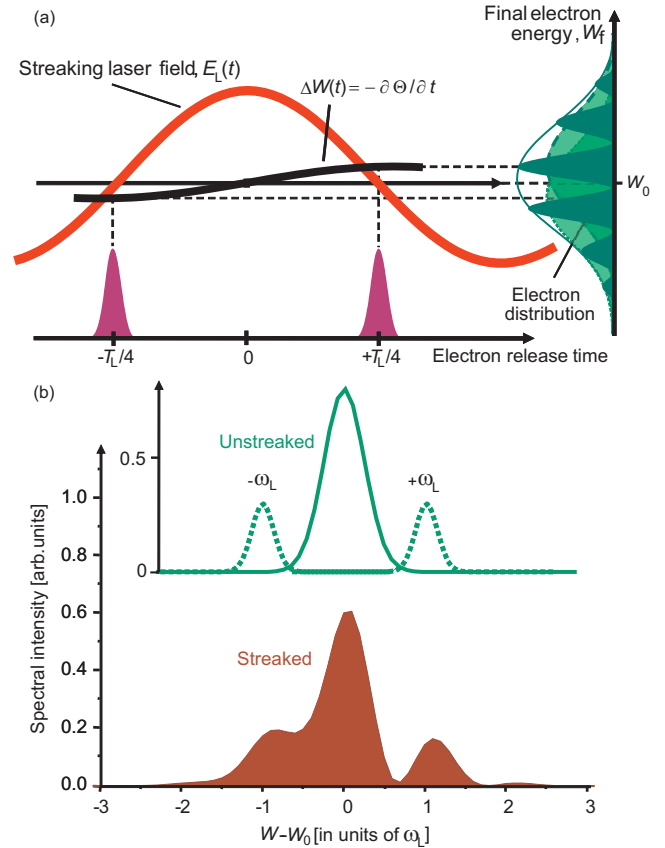 (a)
Final electron
energy, W_f
Streaking laser field, E_L(t)
ΔW(t) = − ∂Θ/∂t
W_0
Electron
distribution
-T_L/4
0
+T_L/4
Electron release time
(b)
Unstreaked
0.5
-ω_L
+ω_L
0
Spectral intensity [arb.units]
1.0
0.8
0.6
0.4
0.2
0.0
Streaked
-3
-2
-1
0
1
2
3
W-W_0 [in units of ω_L]